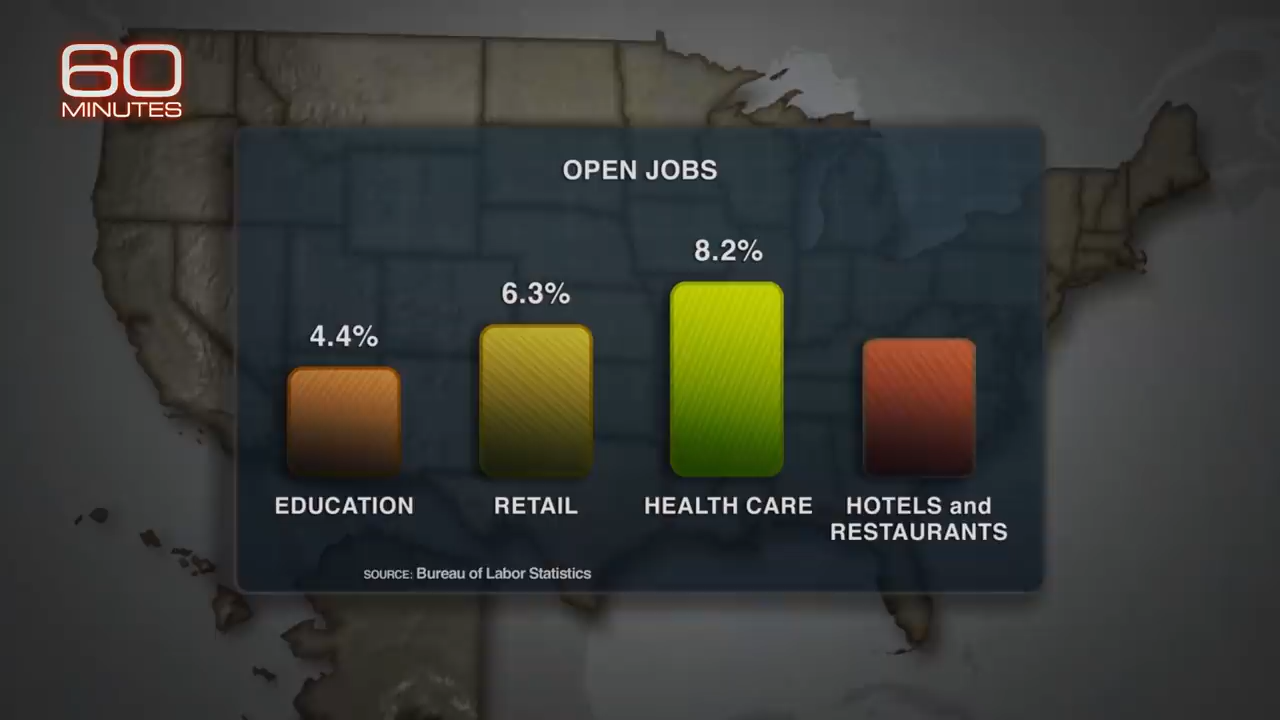 60
MINUTES
OPEN JOBS
8.2%
6.3%
4.4%
EDUCATION
RETAIL
HEALTH CARE
HOTELS and
RESTAURANTS
SOURCE: Bureau of Labor Statistics